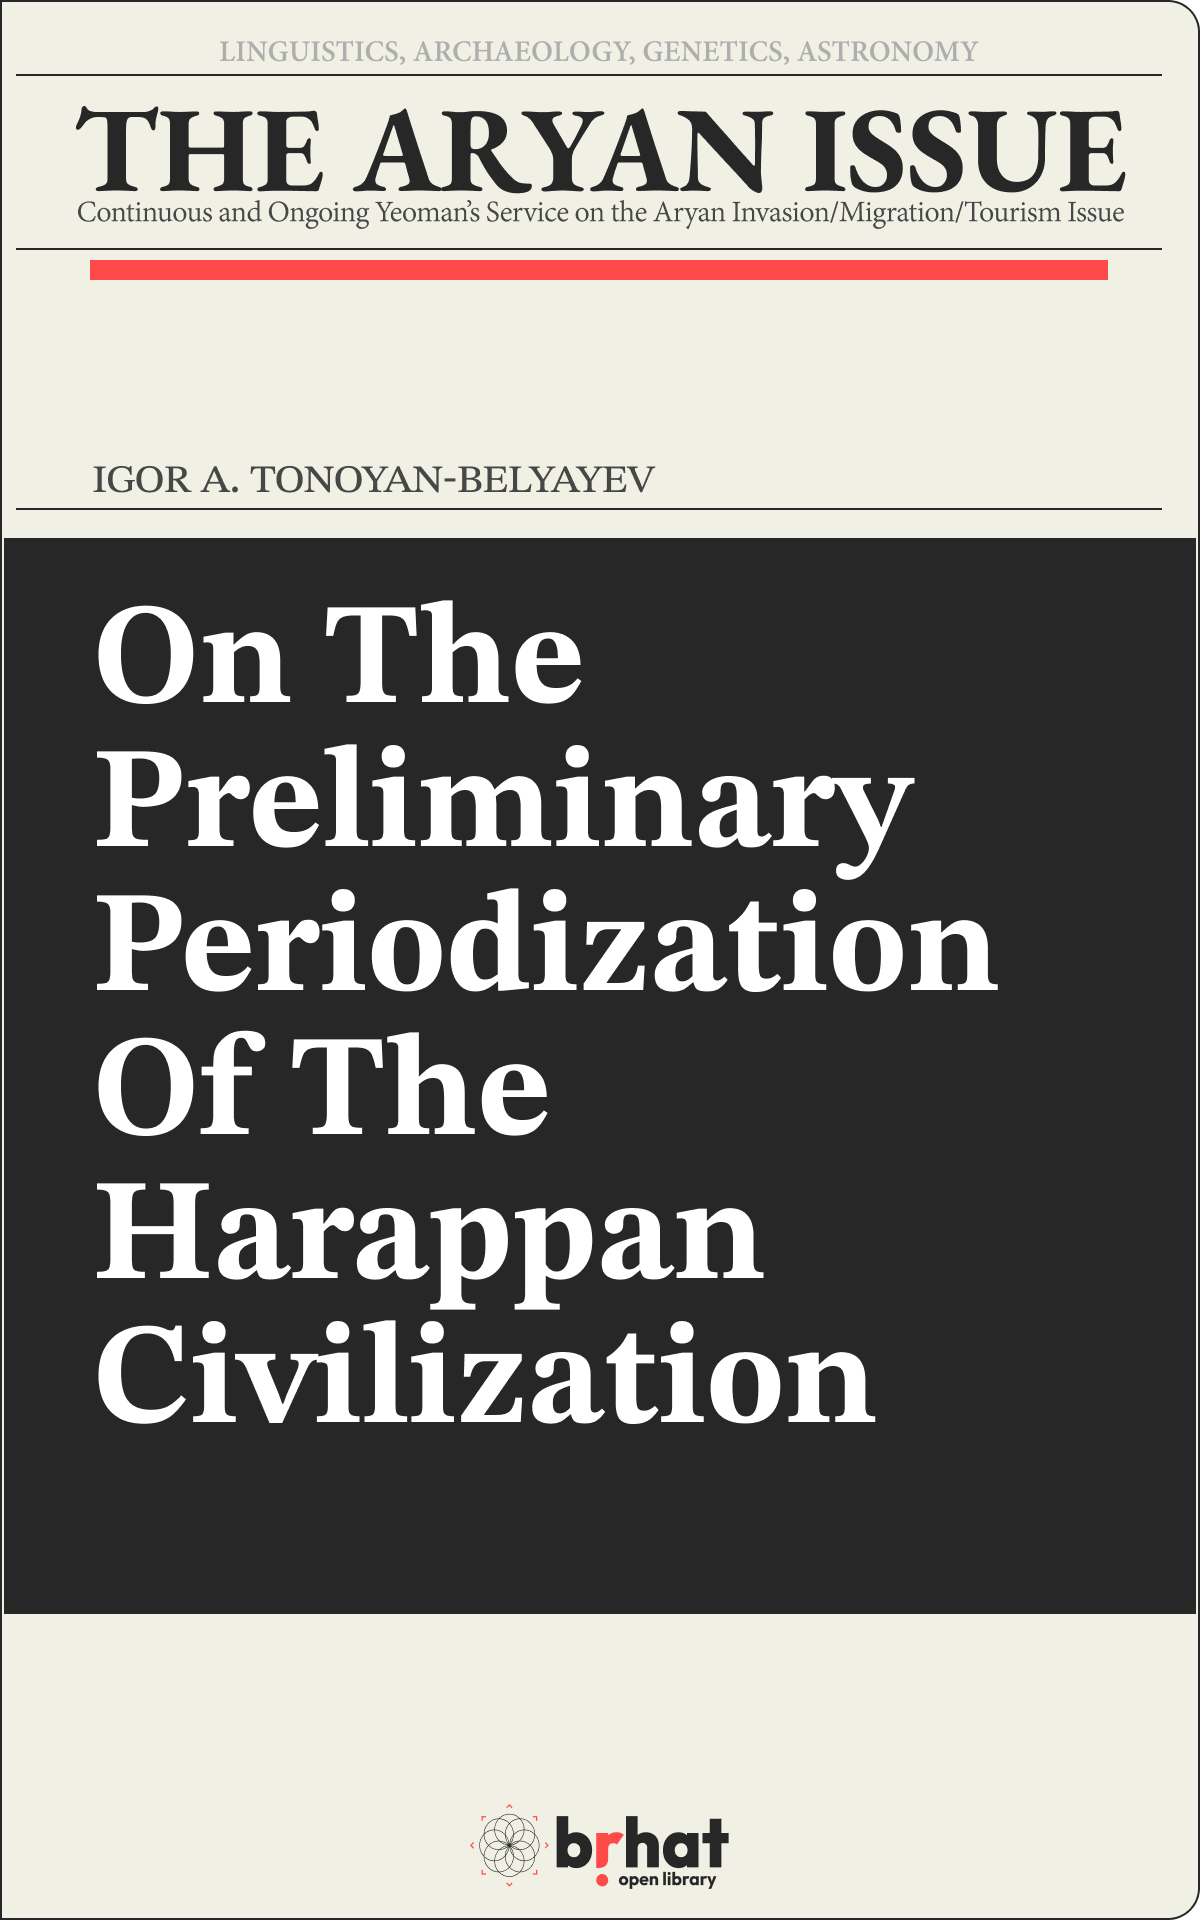 LINGUISTICS, ARCHAEOLOGY, GENETICS, ASTRONOMY
THE ARYAN ISSUE
Continuous and Ongoing Yeoman’s Service on the Aryan Invasion/Migration/Tourism Issue
IGOR A. TONOYAN-BELYAYEV
On The
Preliminary
Periodization
Of The
Harappan
Civilization
bṛhat
open library